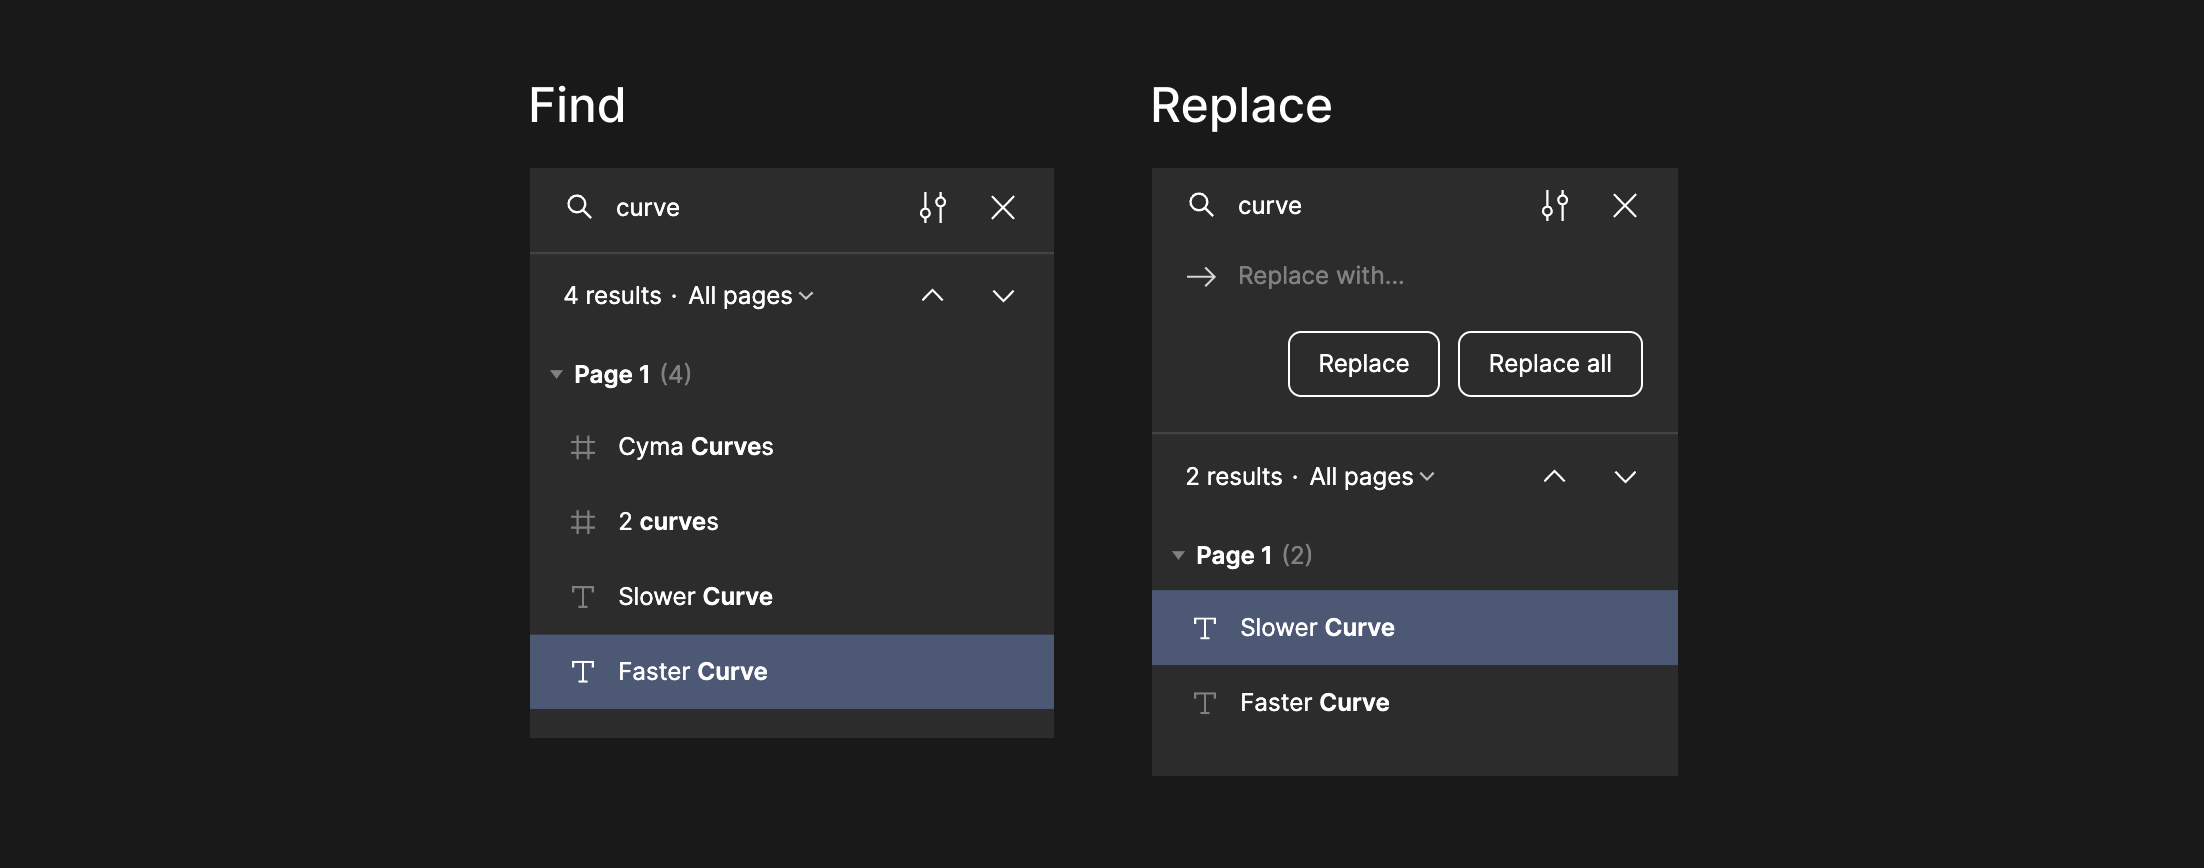 Find
curve
4 results · All pages
Page 1 (4)
Cyma Curves
2 curves
Slower Curve
Faster Curve
Replace
curve
Replace with...
Replace Replace all
2 results · All pages
Page 1 (2)
Slower Curve
Faster Curve